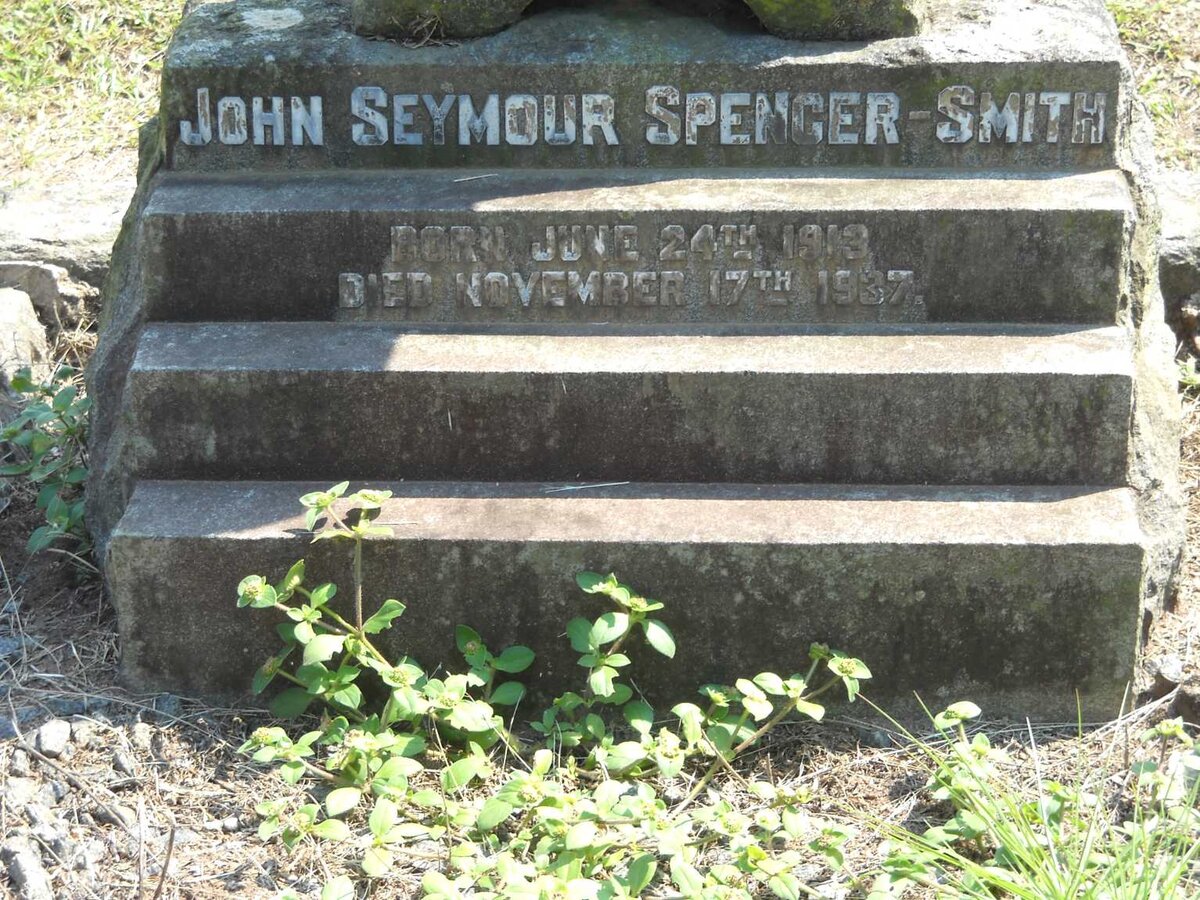 JOHN SEYMOUR SPENCER-SMITH
BORN JUNE 24TH 1913
DIED NOVEMBER 17TH 1937.